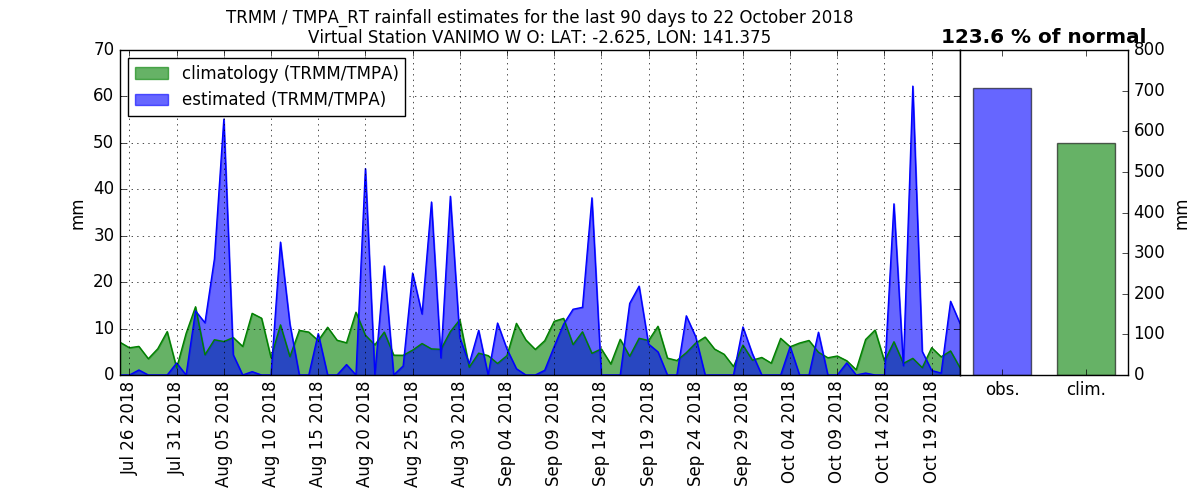 TRMM / TMPA_RT rainfall estimates for the last 90 days to 22 October 2018
Virtual Station VANIMO W O: LAT: -2.625, LON: 141.375
123.6 % of normal
climatology (TRMM/TMPA)
estimated (TRMM/TMPA)
mm
70
60
50
40
30
20
10
0
Jul 26 2018
Jul 31 2018
Aug 05 2018
Aug 10 2018
Aug 15 2018
Aug 20 2018
Aug 25 2018
Aug 30 2018
Sep 04 2018
Sep 09 2018
Sep 14 2018
Sep 19 2018
Sep 24 2018
Sep 29 2018
Oct 04 2018
Oct 09 2018
Oct 14 2018
Oct 19 2018
800
700
600
500
400
300
200
100
0
mm
obs.
clim.